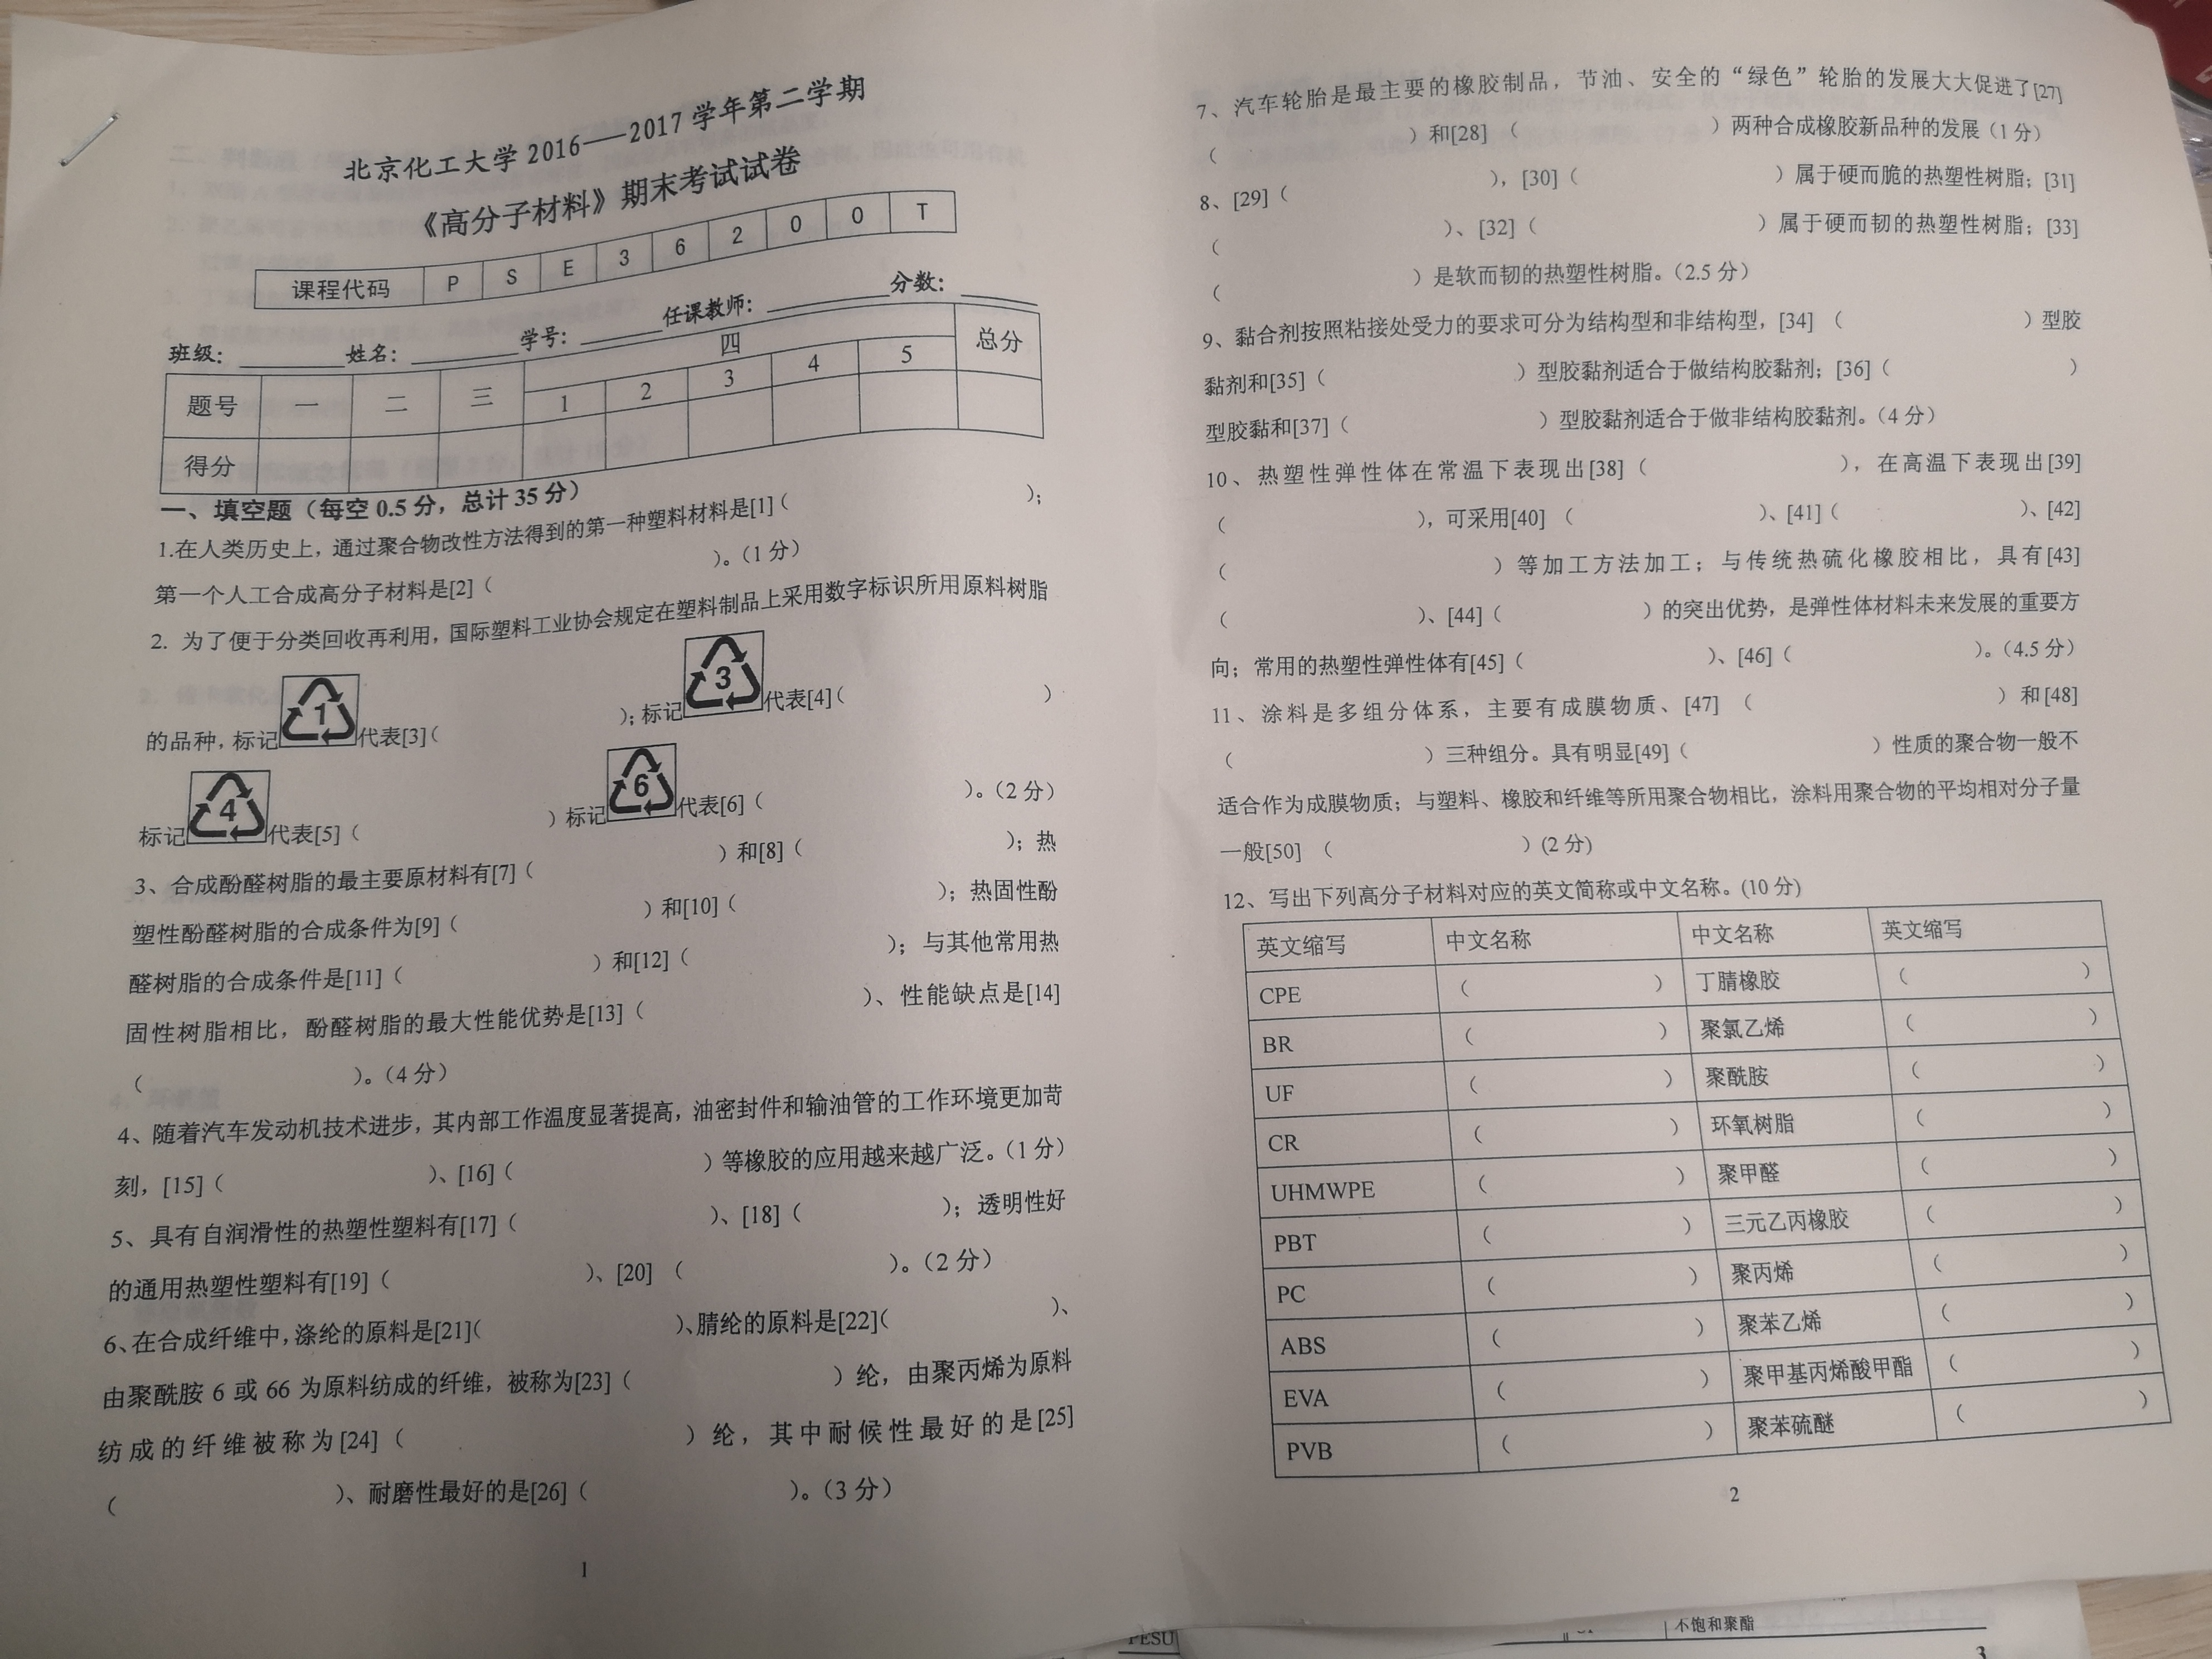 北京化工大学 2016——2017 学年第二学期
《高分子材料》期末考试试卷
课程代码 P S E 3 6 2 0 0 T
班级：________ 姓名：________ 学号：________ 任课教师：________ 分数：________
题号 一 二 三 四 总分
1 2 3 4 5
得分
一、填空题（每空 0.5 分，总计 35 分）
1.在人类历史上，通过聚合物改性方法得到的第一种塑料材料是[1]（ ）；
第一个人工合成高分子材料是[2]（ ）。（1 分）
2. 为了便于分类回收再利用，国际塑料工业协会规定在塑料制品上采用数字标识所用原料树脂
的品种，标记 1 代表[3]（ ）；标记 3 代表[4]（ ）
标记 4 代表[5]（ ）标记 6 代表[6]（ ）。（2 分）
3、合成酚醛树脂的最主要原材料有[7]（ ）和[8]（ ）；热
塑性酚醛树脂的合成条件为[9]（ ）和[10]（ ）；热固性酚
醛树脂的合成条件是[11]（ ）和[12]（ ）；与其他常用热
固性树脂相比，酚醛树脂的最大性能优势是[13]（ ）、性能缺点是[14]
（ ）。（4 分）
4、随着汽车发动机技术进步，其内部工作温度显著提高，油密封件和输油管的工作环境更加苛
刻，[15]（ ）、[16]（ ）等橡胶的应用越来越广泛。（1 分）
5、具有自润滑性的热塑性塑料有[17]（ ）、[18]（ ）；透明性好
的通用热塑性塑料有[19]（ ）、[20] （ ）。（2 分）
6、在合成纤维中，涤纶的原料是[21]（ ）、腈纶的原料是[22]（ ）、
由聚酰胺 6 或 66 为原料纺成的纤维，被称为[23]（ ）纶，由聚丙烯为原料
纺成的纤维被称为[24]（ ）纶，其中耐候性最好的是[25]
（ ）、耐磨性最好的是[26]（ ）。（3 分）
1
7、汽车轮胎是最主要的橡胶制品，节油、安全的“绿色”轮胎的发展大大促进了[27]
（ ）和[28] （ ）两种合成橡胶新品种的发展（1 分）
8、[29]（ ），[30]（ ）属于硬而脆的热塑性树脂；[31]
（ ）、[32]（ ）属于硬而韧的热塑性树脂；[33]
（ ）是软而韧的热塑性树脂。（2.5 分）
9、黏合剂按照粘接处受力的要求可分为结构型和非结构型，[34] （ ）型胶
黏剂和[35]（ ）型胶黏剂适合于做结构胶黏剂；[36]（ ）
型胶黏和[37]（ ）型胶黏剂适合于做非结构胶黏剂。（4 分）
10、热塑性弹性体在常温下表现出[38]（ ），在高温下表现出[39]
（ ），可采用[40] （ ）、[41]（ ）、[42]
（ ）等加工方法加工；与传统热硫化橡胶相比，具有[43]
（ ）、[44]（ ）的突出优势，是弹性体材料未来发展的重要方
向；常用的热塑性弹性体有[45]（ ）、[46]（ ）。（4.5 分）
11、涂料是多组分体系，主要有成膜物质、[47] （ ）和[48]
（ ）三种组分。具有明显[49]（ ）性质的聚合物一般不
适合作为成膜物质；与塑料、橡胶和纤维等所用聚合物相比，涂料用聚合物的平均相对分子量
一般[50] （ ）(2 分)
12、写出下列高分子材料对应的英文简称或中文名称。(10 分)
英文缩写 中文名称 中文名称 英文缩写
CPE （ ） 丁腈橡胶 （ ）
BR （ ） 聚氯乙烯 （ ）
UF （ ） 聚酰胺 （ ）
CR （ ） 环氧树脂 （ ）
UHMWPE （ ） 聚甲醛 （ ）
PBT （ ） 三元乙丙橡胶 （ ）
PC （ ） 聚丙烯 （ ）
ABS （ ） 聚苯乙烯 （ ）
EVA （ ） 聚甲基丙烯酸甲酯 （ ）
PVB （ ） 聚苯硫醚 （ ）
2
PESU 不饱和聚酯
3